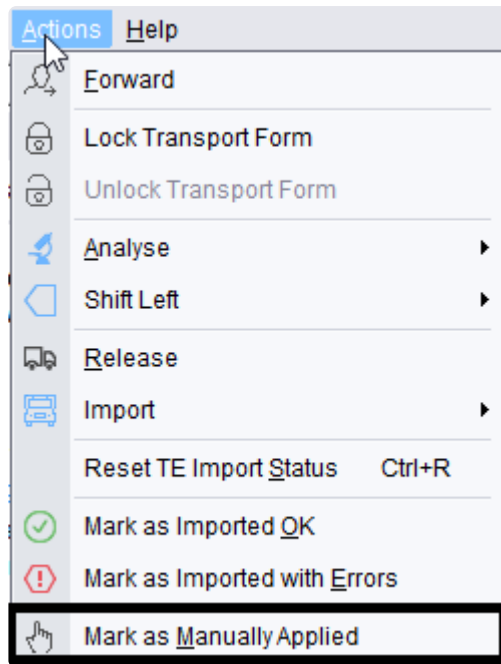 Actions Help
Forward
Lock Transport Form
Unlock Transport Form
Analyse
Shift Left
Release
Import
Reset TE Import Status Ctrl+R
Mark as Imported OK
Mark as Imported with Errors
Mark as Manually Applied